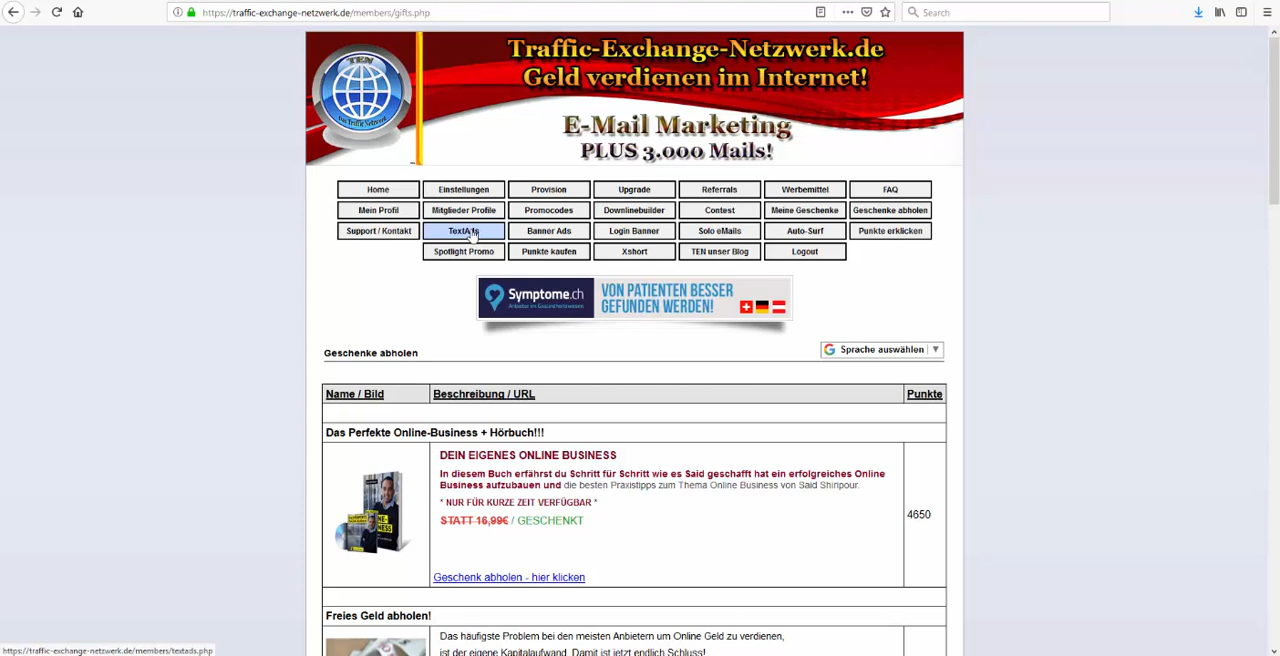 https://traffic-exchange-netzwerk.de/members/gifts.php
Search
TEN
Das Traffic-Netzwerk
Traffic-Exchange-Netzwerk.de
Geld verdienen im Internet!
E-Mail Marketing
PLUS 3.000 Mails!
Home Einstellungen Provision Upgrade Referrals Werbemittel FAQ
Mein Profil Mitglieder Profile Promocodes Downlinebuilder Contest Meine Geschenke Geschenke abholen
Support / Kontakt TextAds Banner Ads Login Banner Solo eMails Auto-Surf Punkte erklicken
Spotlight Promo Punkte kaufen Xshort TEN unser Blog Logout
Symptome.ch
VON PATIENTEN BESSER
GEFUNDEN WERDEN!
Geschenke abholen
Sprache auswählen
Name / Bild Beschreibung / URL Punkte
Das Perfekte Online-Business + Hörbuch!!!
DEIN EIGENES ONLINE BUSINESS
In diesem Buch erfährst du Schritt für Schritt wie es Said geschafft hat ein erfolgreiches Online
Business aufzubauen und die besten Praxistipps zum Thema Online Business von Said Shiripour.
* NUR FÜR KURZE ZEIT VERFÜGBAR *
STATT 16,99€ / GESCHENKT
4650
Geschenk abholen - hier klicken
Freies Geld abholen!
Das häufigste Problem bei den meisten Anbietern um Online Geld zu verdienen,
ist der eigene Kapitalaufwand. Damit ist jetzt endlich Schluss!
https://traffic-exchange-netzwerk.de/members/textads.php